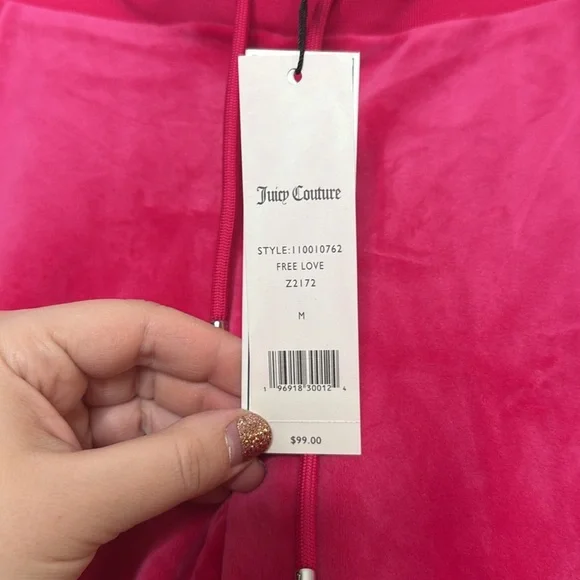 Juicy Couture
STYLE:110010762
FREE LOVE
Z2172
M
1 96918 30012 4
$99.00